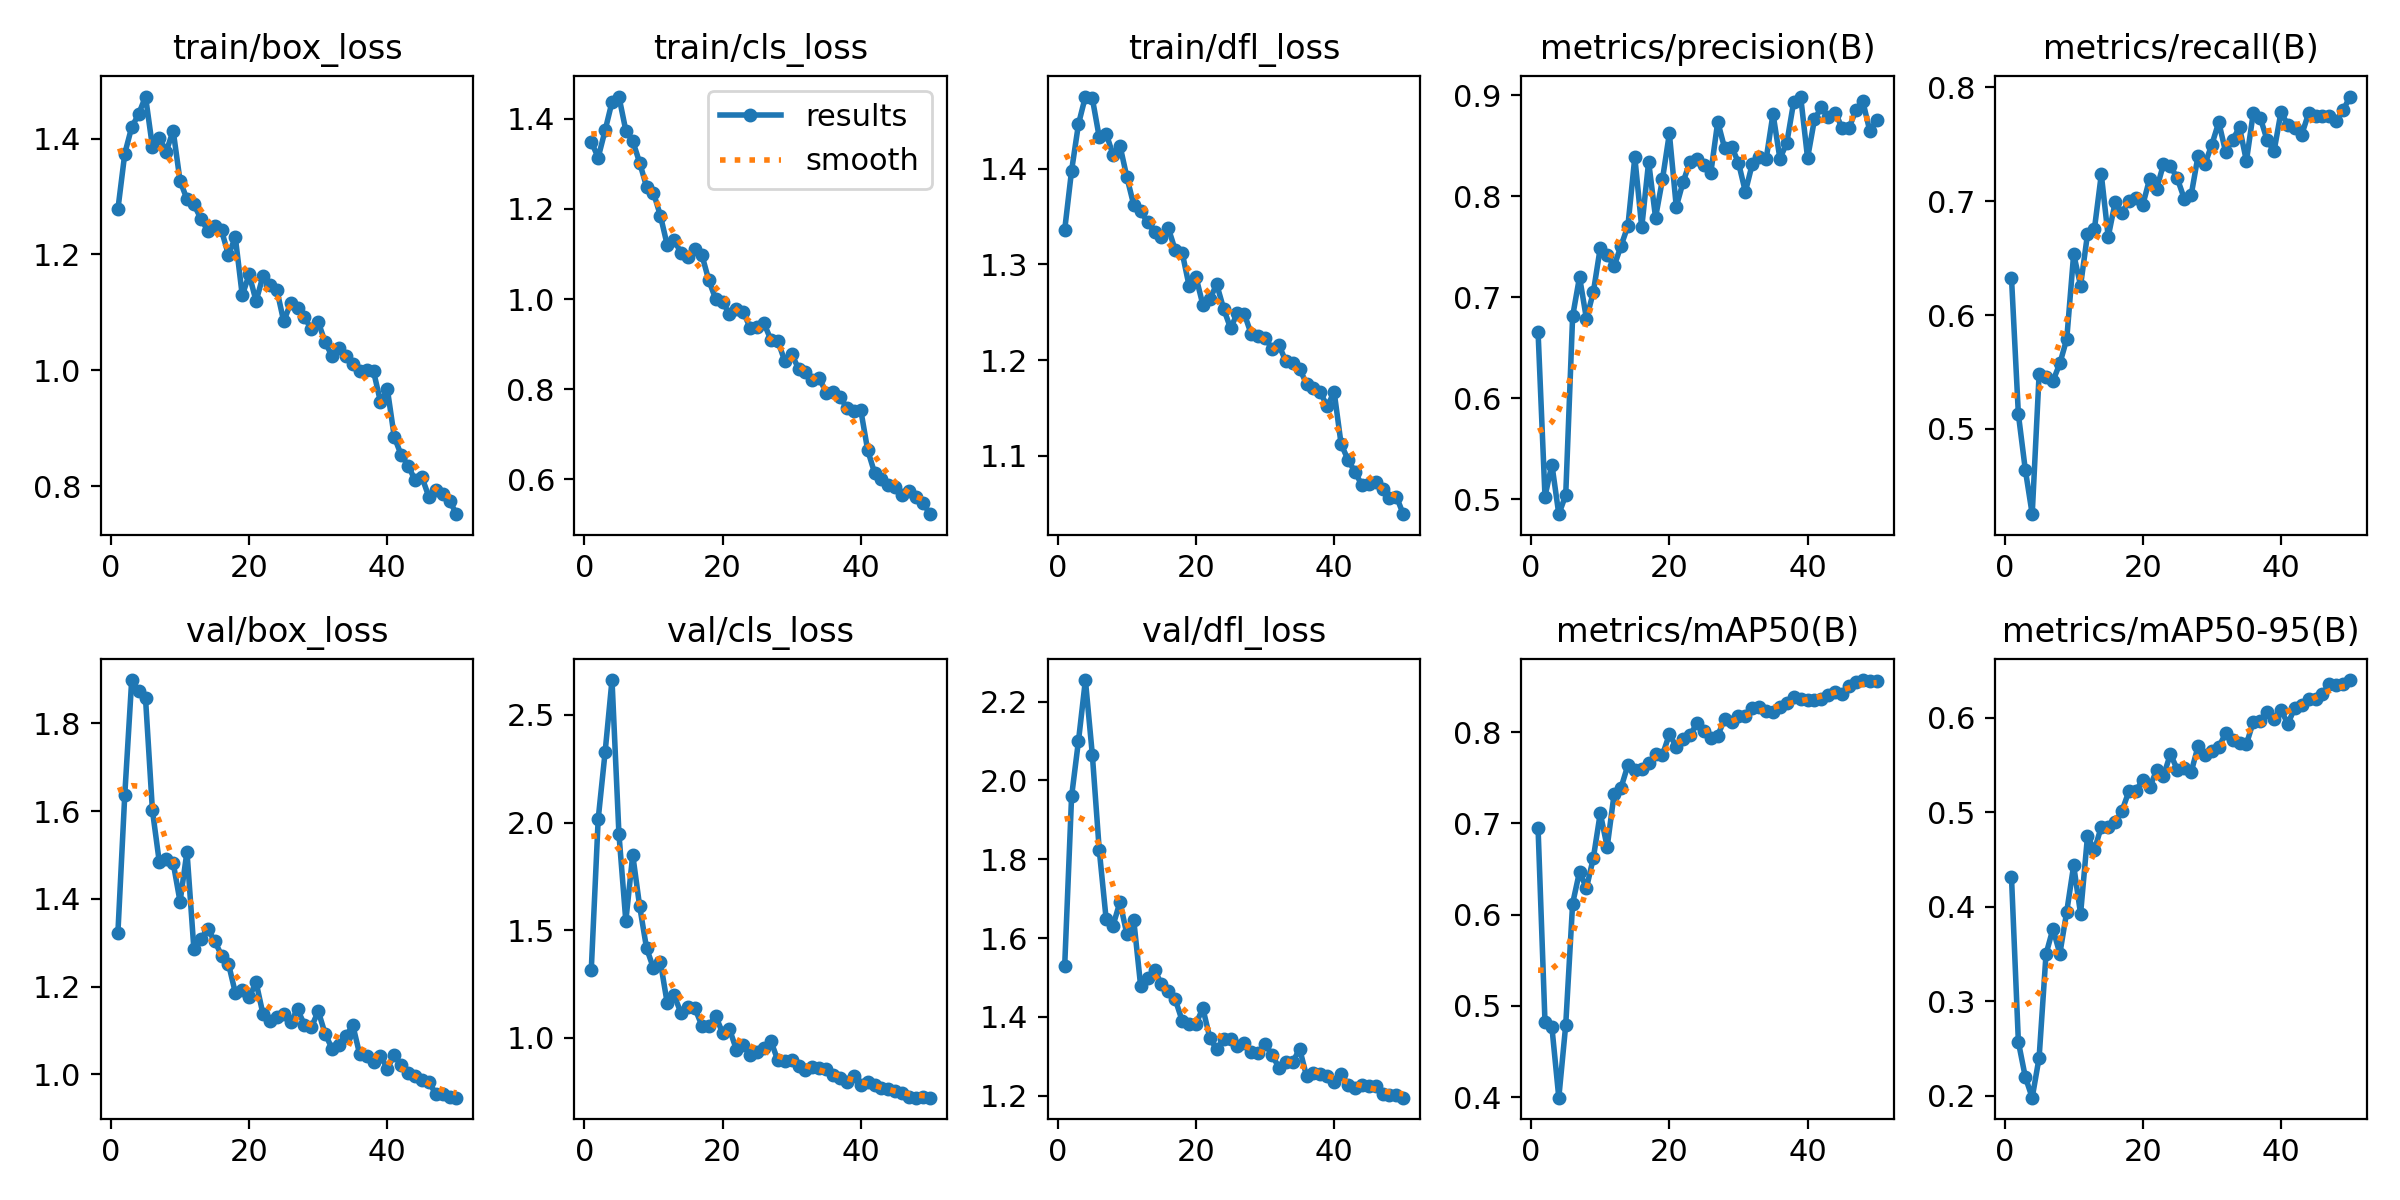 train/box_loss
1.4
1.2
1.0
0.8
0 20 40
train/cls_loss
results
smooth
1.4
1.2
1.0
0.8
0.6
0 20 40
train/dfl_loss
1.4
1.3
1.2
1.1
0 20 40
metrics/precision(B)
0.9
0.8
0.7
0.6
0.5
0 20 40
metrics/recall(B)
0.8
0.7
0.6
0.5
0 20 40
val/box_loss
1.8
1.6
1.4
1.2
1.0
0 20 40
val/cls_loss
2.5
2.0
1.5
1.0
0 20 40
val/dfl_loss
2.2
2.0
1.8
1.6
1.4
1.2
0 20 40
metrics/mAP50(B)
0.8
0.7
0.6
0.5
0.4
0 20 40
metrics/mAP50-95(B)
0.6
0.5
0.4
0.3
0.2
0 20 40